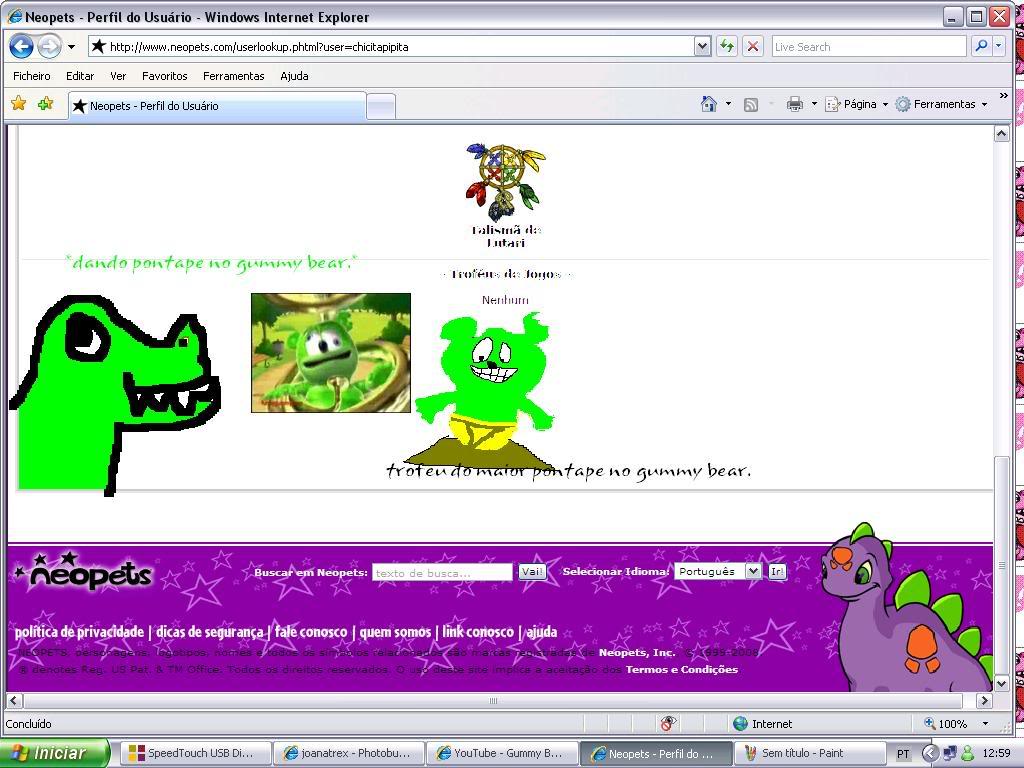 Neopets - Perfil do Usuário - Windows Internet Explorer
http://www.neopets.com/userlookup.phtml?user=chicitapipita
Live Search
Ficheiro Editar Ver Favoritos Ferramentas Ajuda
Neopets - Perfil do Usuário
Página Ferramentas
Talismã de
Lutari
*dando pontape no gummy bear.*
- Troféus de Jogos -
Nenhum
trofeu do maior pontape no gummy bear.
neopets
Buscar em Neopets: texto de busca... Vai! Selecionar Idioma: Português Ir!
política de privacidade | dicas de segurança | fale conosco | quem somos | link conosco | ajuda
NEOPETS, personagens, logotipos, nomes e todos os símbolos relacionados são marcas registradas de Neopets, Inc. © 1999-2008
® denotes Reg. US Pat. & TM Office. Todos os direitos reservados. O uso deste site implica a aceitação dos Termos e Condições
Concluído Internet 100%
Iniciar SpeedTouch USB Di... joanatrex - Photobu... YouTube - Gummy B... Neopets - Perfil do ... Sem título - Paint PT 12:59